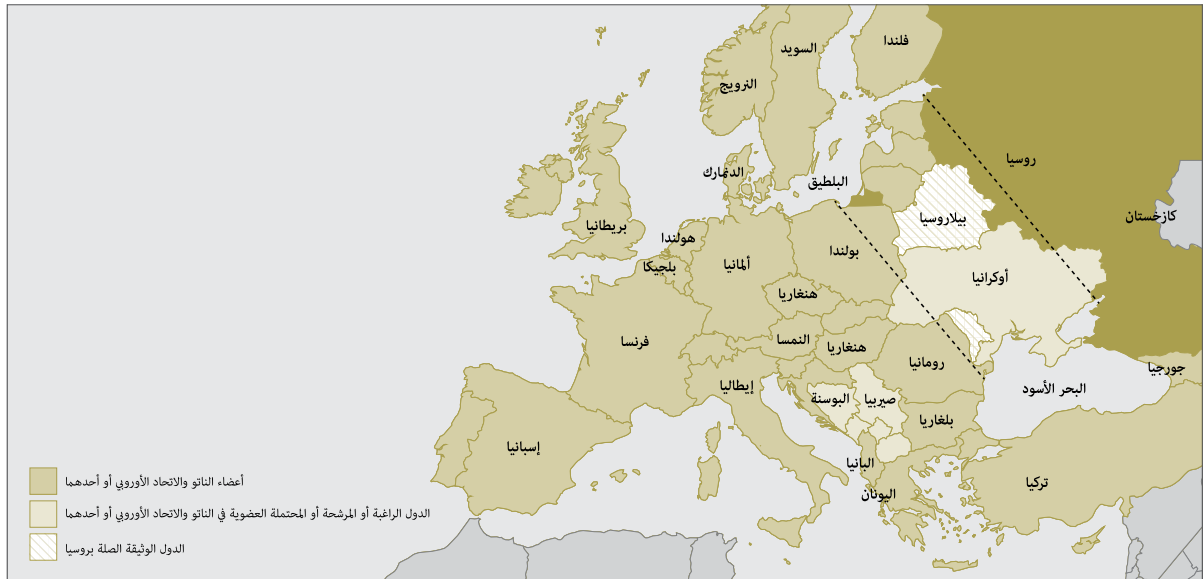 فلندا
السويد
النرويج
روسيا
الدنمارك
البلطيق
بيلاروسيا
كازخستان
بريطانيا
هولندا
بولندا
ألمانيا
بلجيكا
أوكرانيا
هنغاريا
فرنسا
النمسا
هنغاريا
رومانيا
جورجيا
إيطاليا
البحر الأسود
البوسنة
صيربيا
بلغاريا
إسبانيا
البانيا
تركيا
اليونان
أعضاء الناتو والاتحاد الأوروبي أو أحدهما
الدول الراغبة أو المرشحة أو المحتملة العضوية في الناتو والاتحاد الأوروبي أو أحدهما
الدول الوثيقة الصلة بروسيا